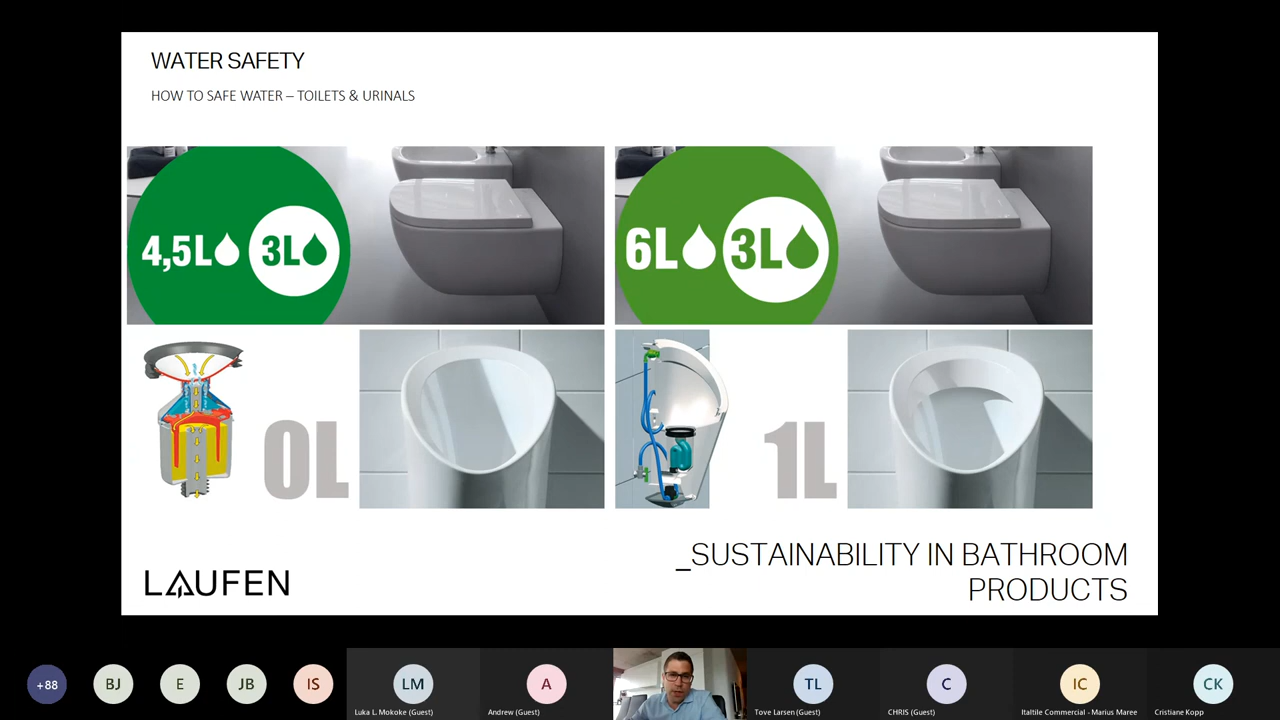 WATER SAFETY
HOW TO SAFE WATER – TOILETS & URINALS
4,5L 3L
6L 3L
0L
1L
_SUSTAINABILITY IN BATHROOM
PRODUCTS
LAUFEN
+88
BJ
E
JB
IS
LM
A
TL
C
IC
CK
Luka L. Mokoke (Guest)
Andrew (Guest)
Tove Larsen (Guest)
CHRIS (Guest)
Italtile Commercial - Marius Maree
Cristiane Kopp